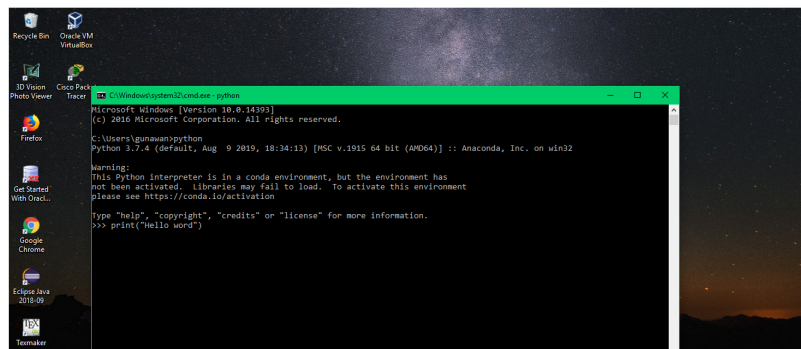 Recycle Bin
Oracle VM
VirtualBox
3D Vision
Photo Viewer
Cisco Pack
Tracer
Firefox
Get Started
With Oracl...
Google
Chrome
Eclipse Java
2018-09
TEX
Texmaker
C:\Windows\system32\cmd.exe - python
Microsoft Windows [Version 10.0.14393]
(c) 2016 Microsoft Corporation. All rights reserved.
C:\Users\gunawan>python
Python 3.7.4 (default, Aug  9 2019, 18:34:13) [MSC v.1915 64 bit (AMD64)] :: Anaconda, Inc. on win32
Warning:
This Python interpreter is in a conda environment, but the environment has
not been activated.  Libraries may fail to load.  To activate this environment
please see https://conda.io/activation
Type "help", "copyright", "credits" or "license" for more information.
>>> print("Hello word")